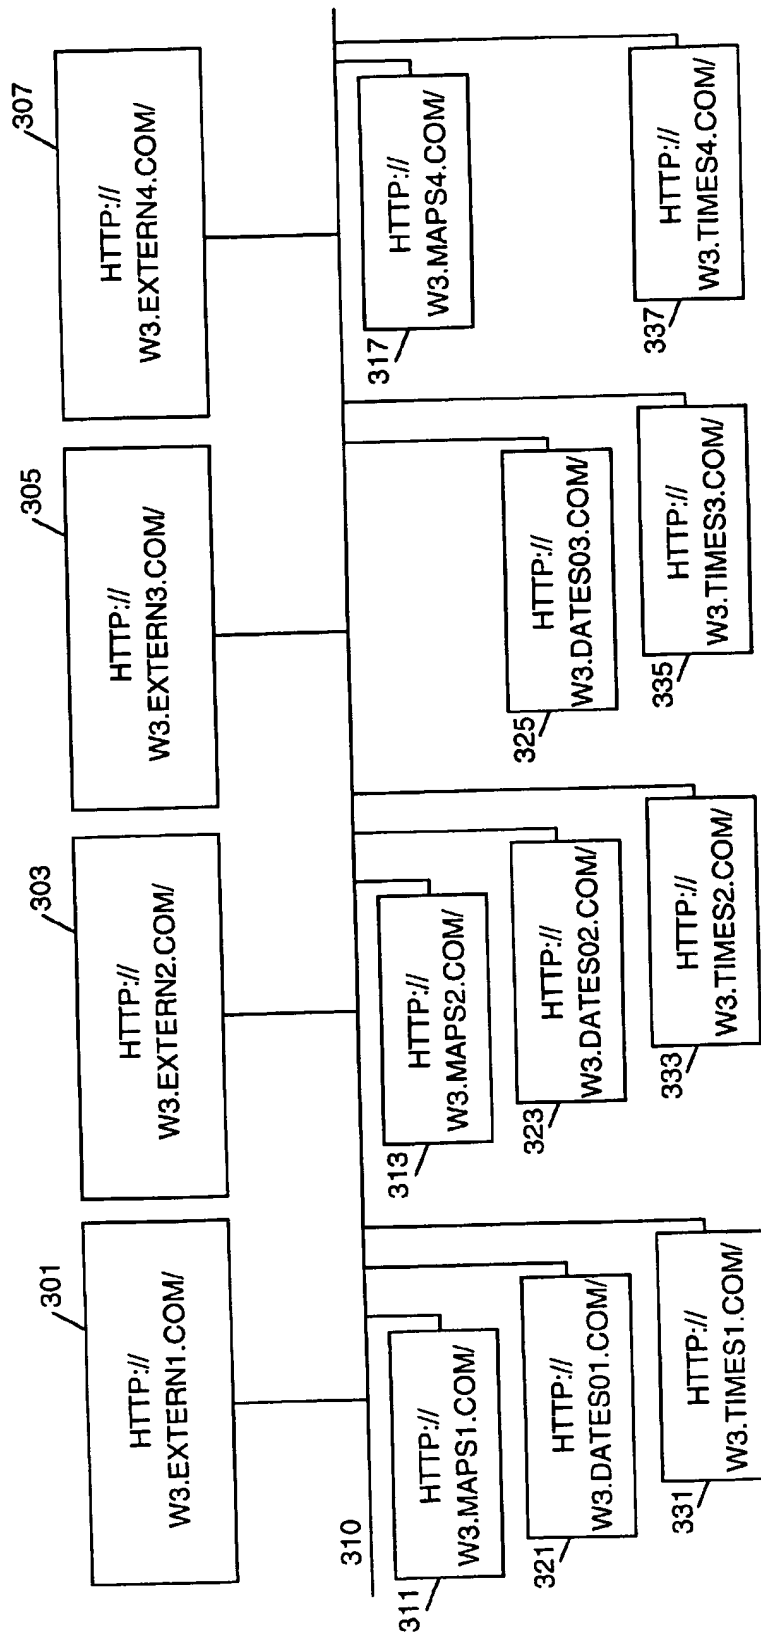 301
HTTP://
W3.EXTERN1.COM/
303
HTTP://
W3.EXTERN2.COM/
305
HTTP://
W3.EXTERN3.COM/
307
HTTP://
W3.EXTERN4.COM/
310
311
HTTP://
W3.MAPS1.COM/
313
HTTP://
W3.MAPS2.COM/
317
HTTP://
W3.MAPS4.COM/
321
HTTP://
W3.DATES01.COM/
323
HTTP://
W3.DATES02.COM/
325
HTTP://
W3.DATES03.COM/
331
HTTP://
W3.TIMES1.COM/
333
HTTP://
W3.TIMES2.COM/
335
HTTP://
W3.TIMES3.COM/
337
HTTP://
W3.TIMES4.COM/